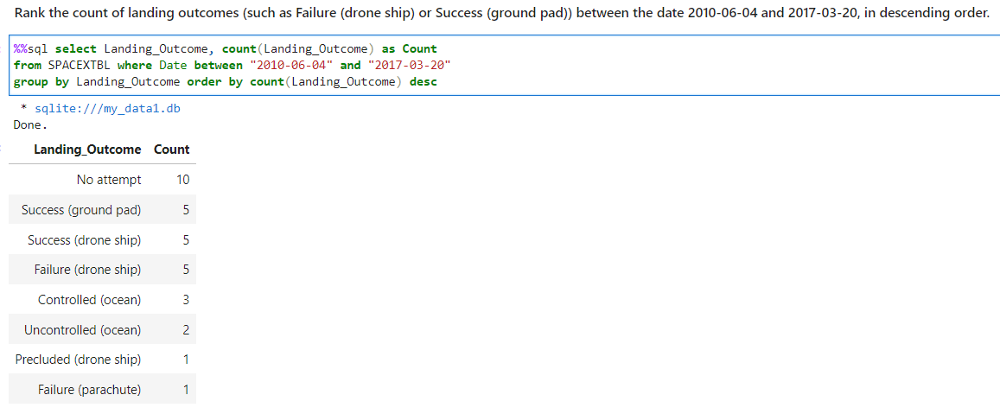 Rank the count of landing outcomes (such as Failure (drone ship) or Success (ground pad)) between the date 2010-06-04 and 2017-03-20, in descending order.
%%sql select Landing_Outcome, count(Landing_Outcome) as Count
from SPACEXTBL where Date between "2010-06-04" and "2017-03-20"
group by Landing_Outcome order by count(Landing_Outcome) desc
* sqlite:///my_data1.db
Done.
Landing_Outcome Count
No attempt 10
Success (ground pad) 5
Success (drone ship) 5
Failure (drone ship) 5
Controlled (ocean) 3
Uncontrolled (ocean) 2
Precluded (drone ship) 1
Failure (parachute) 1